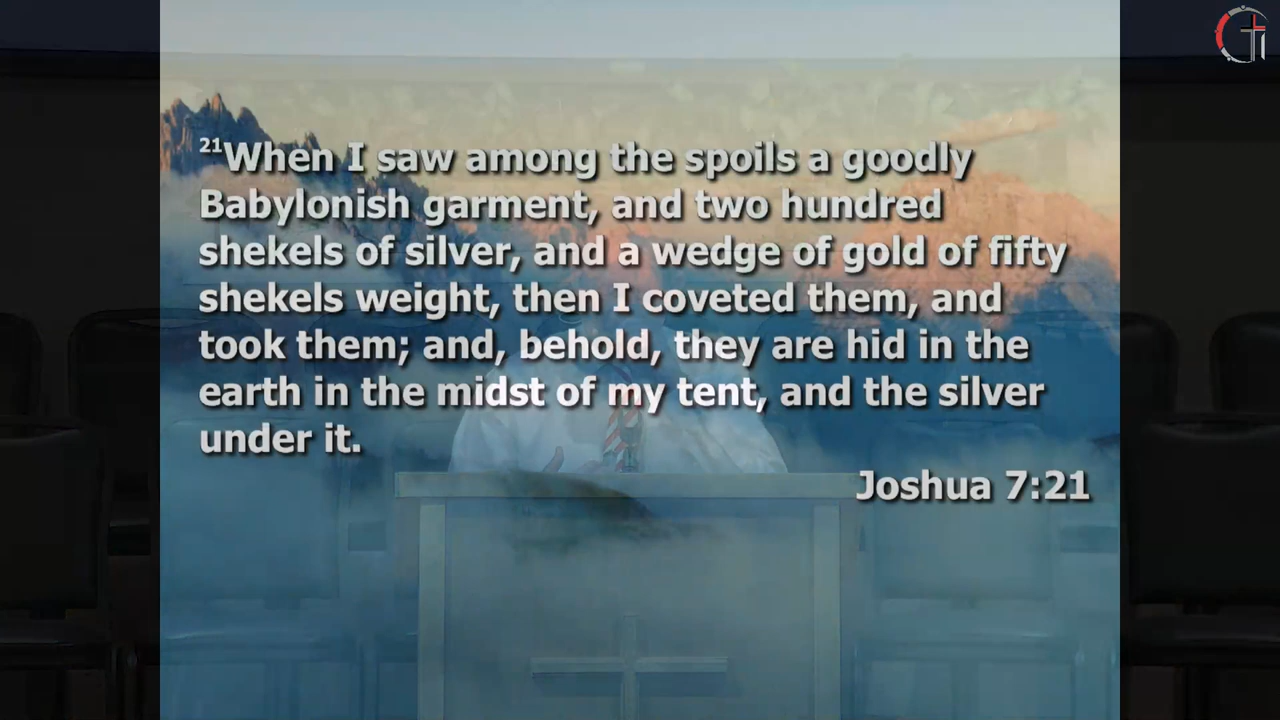 21When I saw among the spoils a goodly
Babylonish garment, and two hundred
shekels of silver, and a wedge of gold of fifty
shekels weight, then I coveted them, and
took them; and, behold, they are hid in the
earth in the midst of my tent, and the silver
under it.
Joshua 7:21